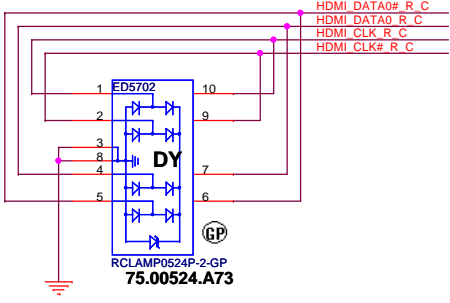 HDMI_DATA0#_R_C
HDMI_DATA0_R_C
HDMI_CLK_R_C
HDMI_CLK#_R_C
ED5702
1 10
2 9
3
8
DY
4 7
5 6
GP
RCLAMP0524P-2-GP
75.00524.A73